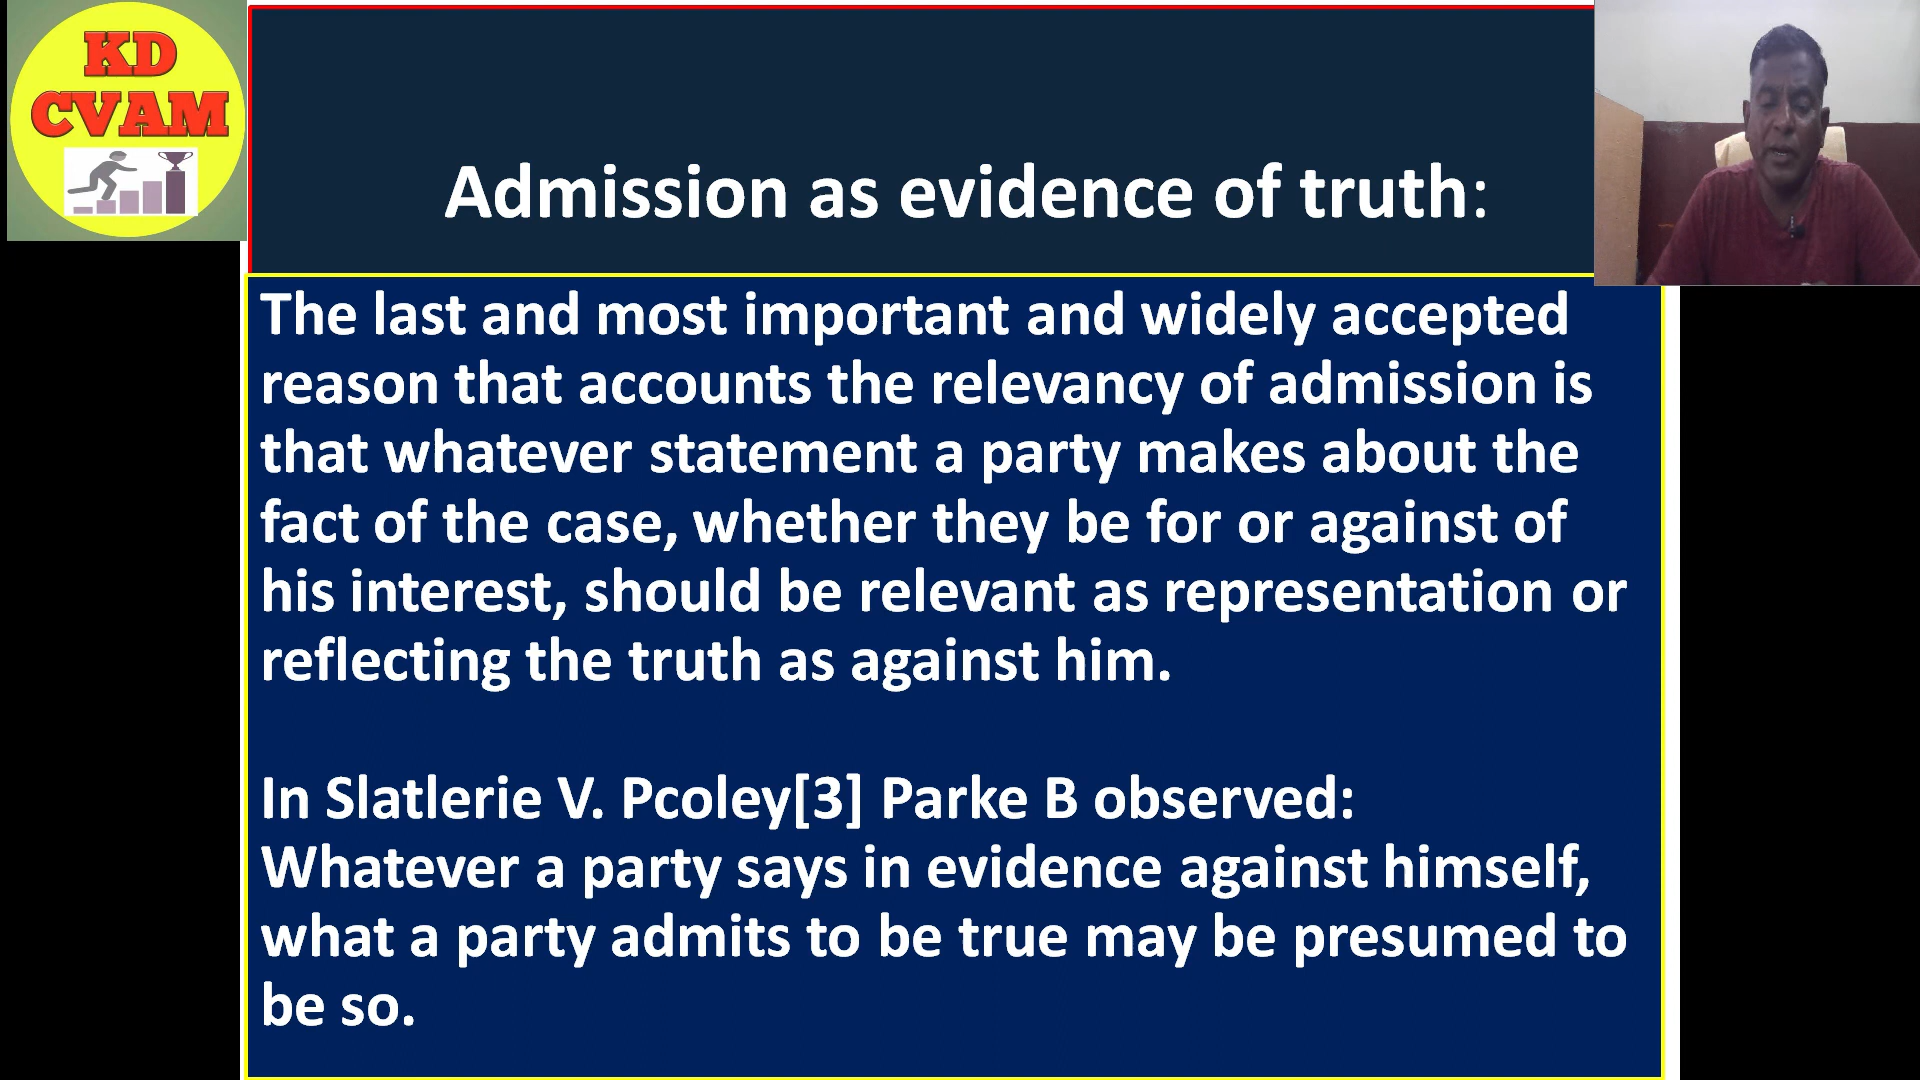 KD
CVAM
Admission as evidence of truth:
The last and most important and widely accepted
reason that accounts the relevancy of admission is
that whatever statement a party makes about the
fact of the case, whether they be for or against of
his interest, should be relevant as representation or
reflecting the truth as against him.
In Slatlerie V. Pcoley[3] Parke B observed:
Whatever a party says in evidence against himself,
what a party admits to be true may be presumed to
be so.